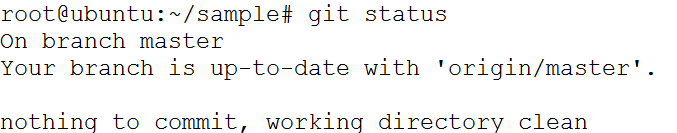 root@ubuntu:~/sample# git status
On branch master
Your branch is up-to-date with 'origin/master'.
nothing to commit, working directory clean